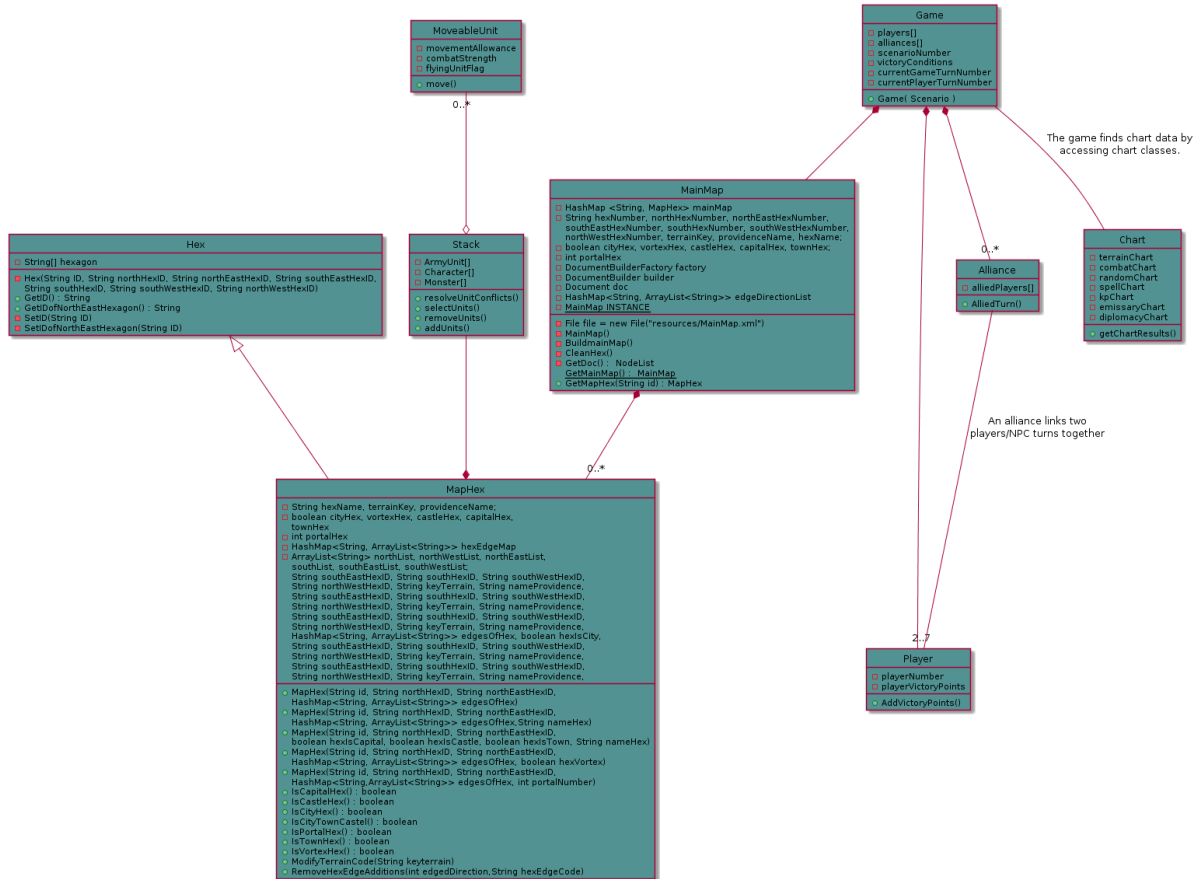 MoveableUnit
movementAllowance
combatStrength
flyingUnitFlag
move()
0..*
Game
players[]
alliances[]
scenarioNumber
victoryConditions
currentGameTurnNumber
currentPlayerTurnNumber
Game( Scenario )
The game finds chart data by
accessing chart classes.
Hex
String[] hexagon
Hex(String ID, String northHexID, String northEastHexID, String southEastHexID,
String southHexID, String southWestHexID, String northWestHexID)
GetID() : String
GetIDofNorthEastHexagon() : String
SetID(String ID)
SetIDofNorthEastHexagon(String ID)
Stack
ArmyUnit[]
Character[]
Monster[]
resolveUnitConflicts()
selectUnits()
removeUnits()
addUnits()
MainMap
HashMap <String, MapHex> mainMap
String hexNumber, northHexNumber, northEastHexNumber,
southEastHexNumber, southHexNumber, southWestHexNumber,
northWestHexNumber, terrainKey, providenceName, hexName;
boolean cityHex, vortexHex, castleHex, capitalHex, townHex;
int portalHex
DocumentBuilderFactory factory
DocumentBuilder builder
Document doc
HashMap<String, ArrayList<String>> edgeDirectionList
MainMap INSTANCE
File file = new File("resources/MainMap.xml")
MainMap()
BuildmainMap()
CleanHex()
GetDoc() : NodeList
GetMainMap() : MainMap
GetMapHex(String id) : MapHex
0..*
Alliance
alliedPlayers[]
AlliedTurn()
Chart
terrainChart
combatChart
randomChart
spellChart
kpChart
emissaryChart
diplomacyChart
getChartResults()
An alliance links two
players/NPC turns together
0..*
MapHex
String hexName, terrainKey, providenceName;
boolean cityHex, vortexHex, castleHex, capitalHex,
townHex
int portalHex
HashMap<String, ArrayList<String>> hexEdgeMap
ArrayList<String> northList, northWestList, northEastList,
southList, southEastList, southWestList;
String southEastHexID, String southHexID, String southWestHexID,
String northWestHexID, String keyTerrain, String nameProvidence,
String southEastHexID, String southHexID, String southWestHexID,
String northWestHexID, String keyTerrain, String nameProvidence,
String southEastHexID, String southHexID, String southWestHexID,
String northWestHexID, String keyTerrain, String nameProvidence,
HashMap<String, ArrayList<String>> edgesOfHex, boolean hexIsCity,
String southEastHexID, String southHexID, String southWestHexID,
String northWestHexID, String keyTerrain, String nameProvidence,
String southEastHexID, String southHexID, String southWestHexID,
String northWestHexID, String keyTerrain, String nameProvidence,
MapHex(String id, String northHexID, String northEastHexID,
HashMap<String, ArrayList<String>> edgesOfHex)
MapHex(String id, String northHexID, String northEastHexID,
HashMap<String, ArrayList<String>> edgesOfHex,String nameHex)
MapHex(String id, String northHexID, String northEastHexID,
boolean hexIsCapital, boolean hexIsCastle, boolean hexIsTown, String nameHex)
MapHex(String id, String northHexID, String northEastHexID,
HashMap<String, ArrayList<String>> edgesOfHex, boolean hexVortex)
MapHex(String id, String northHexID, String northEastHexID,
HashMap<String,ArrayList<String>> edgesOfHex, int portalNumber)
IsCapitalHex() : boolean
IsCastleHex() : boolean
IsCityHex() : boolean
IsCityTownCastel() : boolean
IsPortalHex() : boolean
IsTownHex() : boolean
IsVortexHex() : boolean
ModifyTerrainCode(String keyterrain)
RemoveHexEdgeAdditions(int edgedDirection,String hexEdgeCode)
2..7
Player
playerNumber
playerVictoryPoints
AddVictoryPoints()